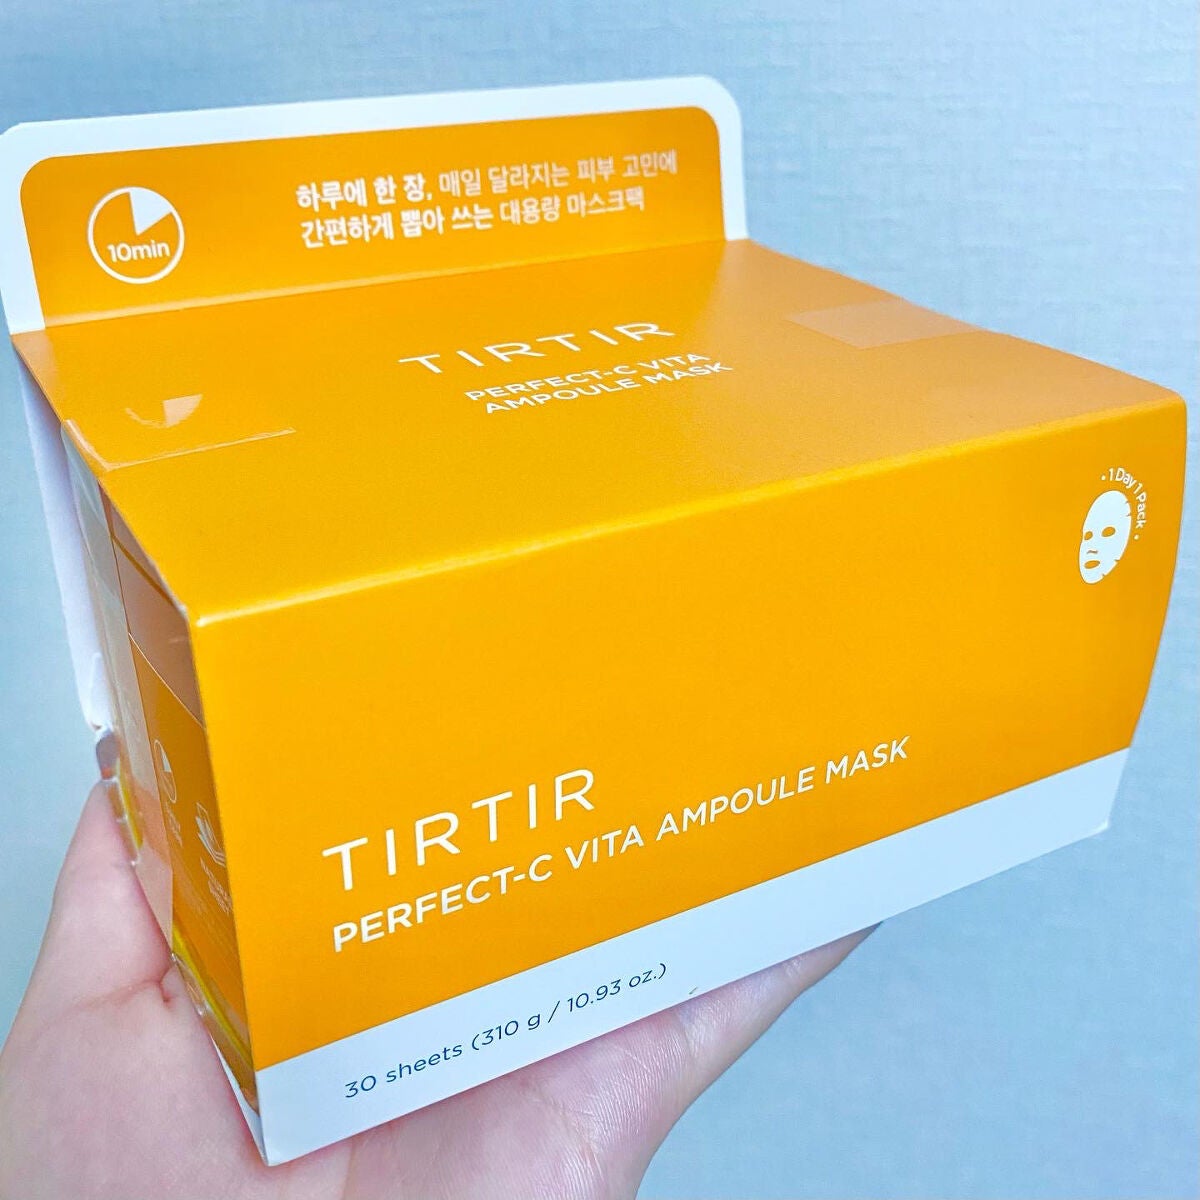 10min
하루에 한 장, 매일 달라지는 피부 고민에
간편하게 뽑아 쓰는 대용량 마스크팩
TIRTIR
PERFECT-C VITA
AMPOULE MASK
• 1 Day 1 Pack •
TIRTIR
PERFECT-C VITA AMPOULE MASK
30 sheets (310 g / 10.93 oz.)